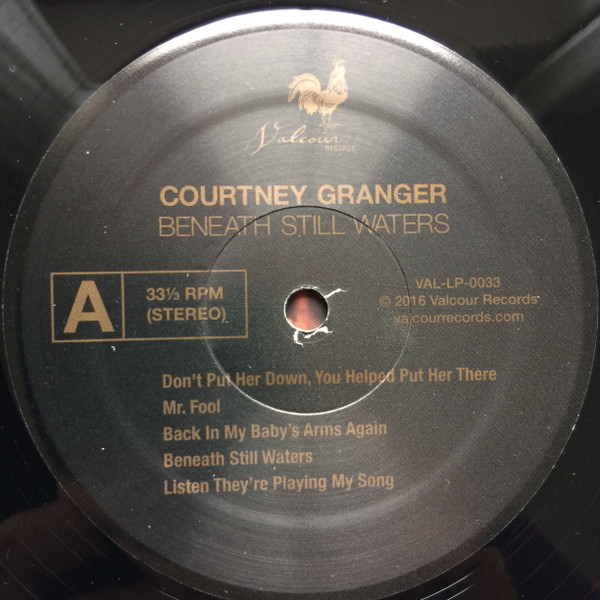 Valcour
RECORDS
COURTNEY GRANGER
BENEATH STILL WATERS
A
33⅓ RPM
(STEREO)
VAL-LP-0033
© 2016 Valcour Records
valcourrecords.com
Don't Put Her Down, You Helped Put Her There
Mr. Fool
Back In My Baby's Arms Again
Beneath Still Waters
Listen They're Playing My Song